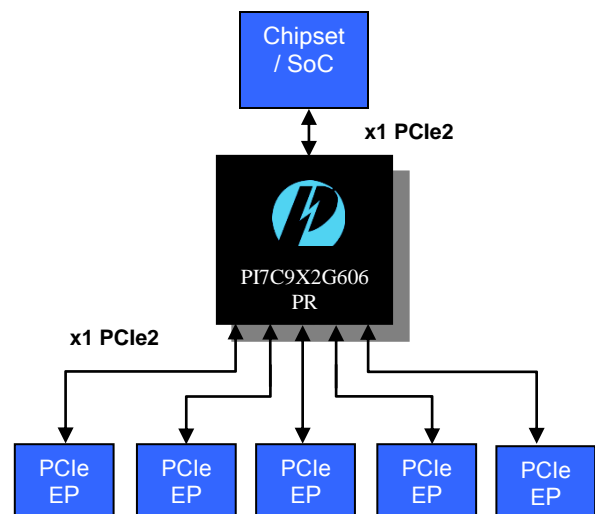 Chipset
/ SoC
x1 PCIe2
PI7C9X2G606
PR
x1 PCIe2
PCIe
EP
PCIe
EP
PCIe
EP
PCIe
EP
PCIe
EP